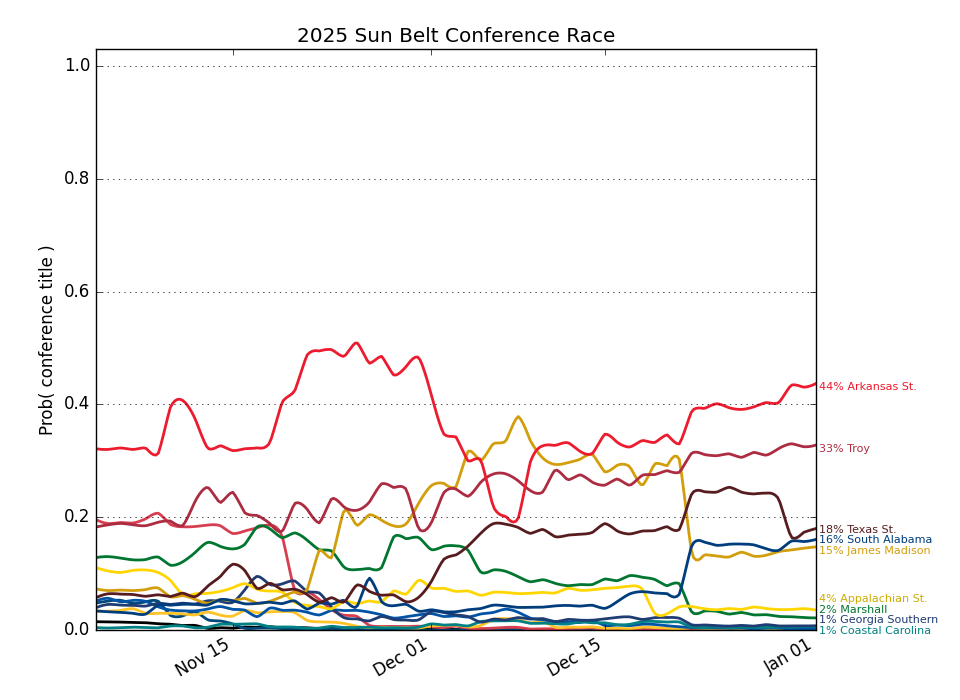 2025 Sun Belt Conference Race
1.0
0.8
0.6
0.4
0.2
0.0
Prob( conference title )
Nov 15
Dec 01
Dec 15
Jan 01
44% Arkansas St.
33% Troy
18% Texas St.
16% South Alabama
15% James Madison
4% Appalachian St.
2% Marshall
1% Georgia Southern
1% Coastal Carolina